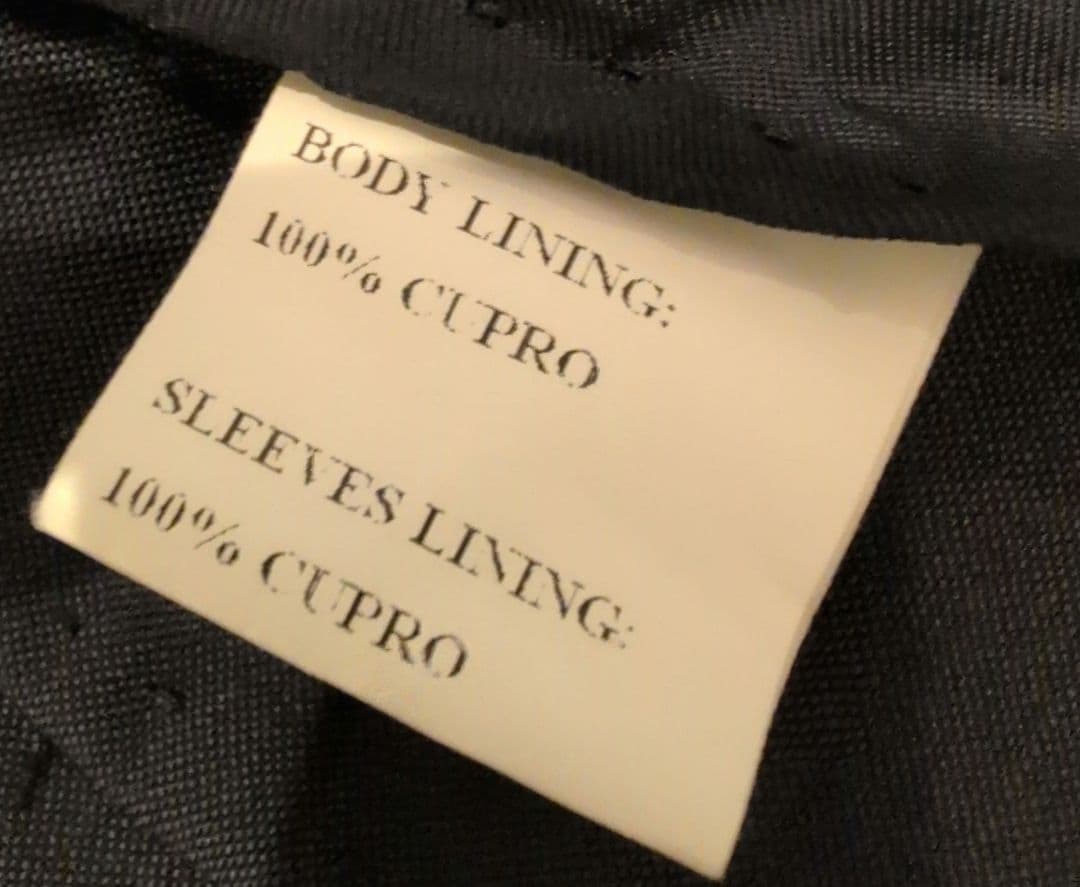 BODY LINING:
100% CUPRO
SLEEVES LINING:
100% CUPRO